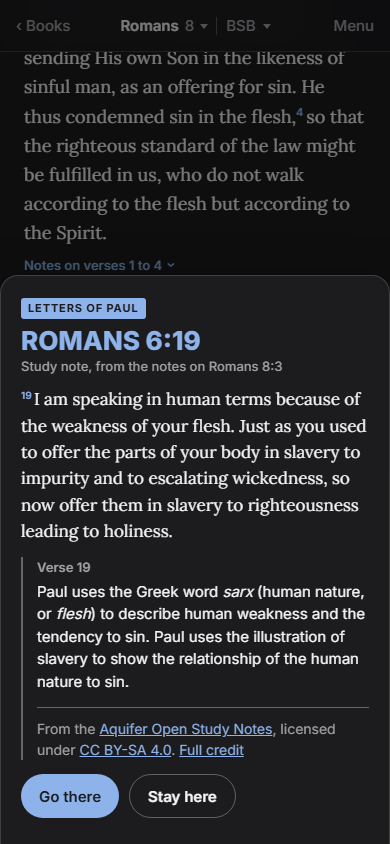 ‹ Books Romans 8 BSB Menu
sending His own Son in the likeness of
sinful man, as an offering for sin. He
thus condemned sin in the flesh,4 so that
the righteous standard of the law might
be fulfilled in us, who do not walk
according to the flesh but according to
the Spirit.
Notes on verses 1 to 4
LETTERS OF PAUL
ROMANS 6:19
Study note, from the notes on Romans 8:3
19 I am speaking in human terms because of
the weakness of your flesh. Just as you used
to offer the parts of your body in slavery to
impurity and to escalating wickedness, so
now offer them in slavery to righteousness
leading to holiness.
Verse 19
Paul uses the Greek word sarx (human nature,
or flesh) to describe human weakness and the
tendency to sin. Paul uses the illustration of
slavery to show the relationship of the human
nature to sin.
From the Aquifer Open Study Notes, licensed
under CC BY-SA 4.0. Full credit
Go there Stay here